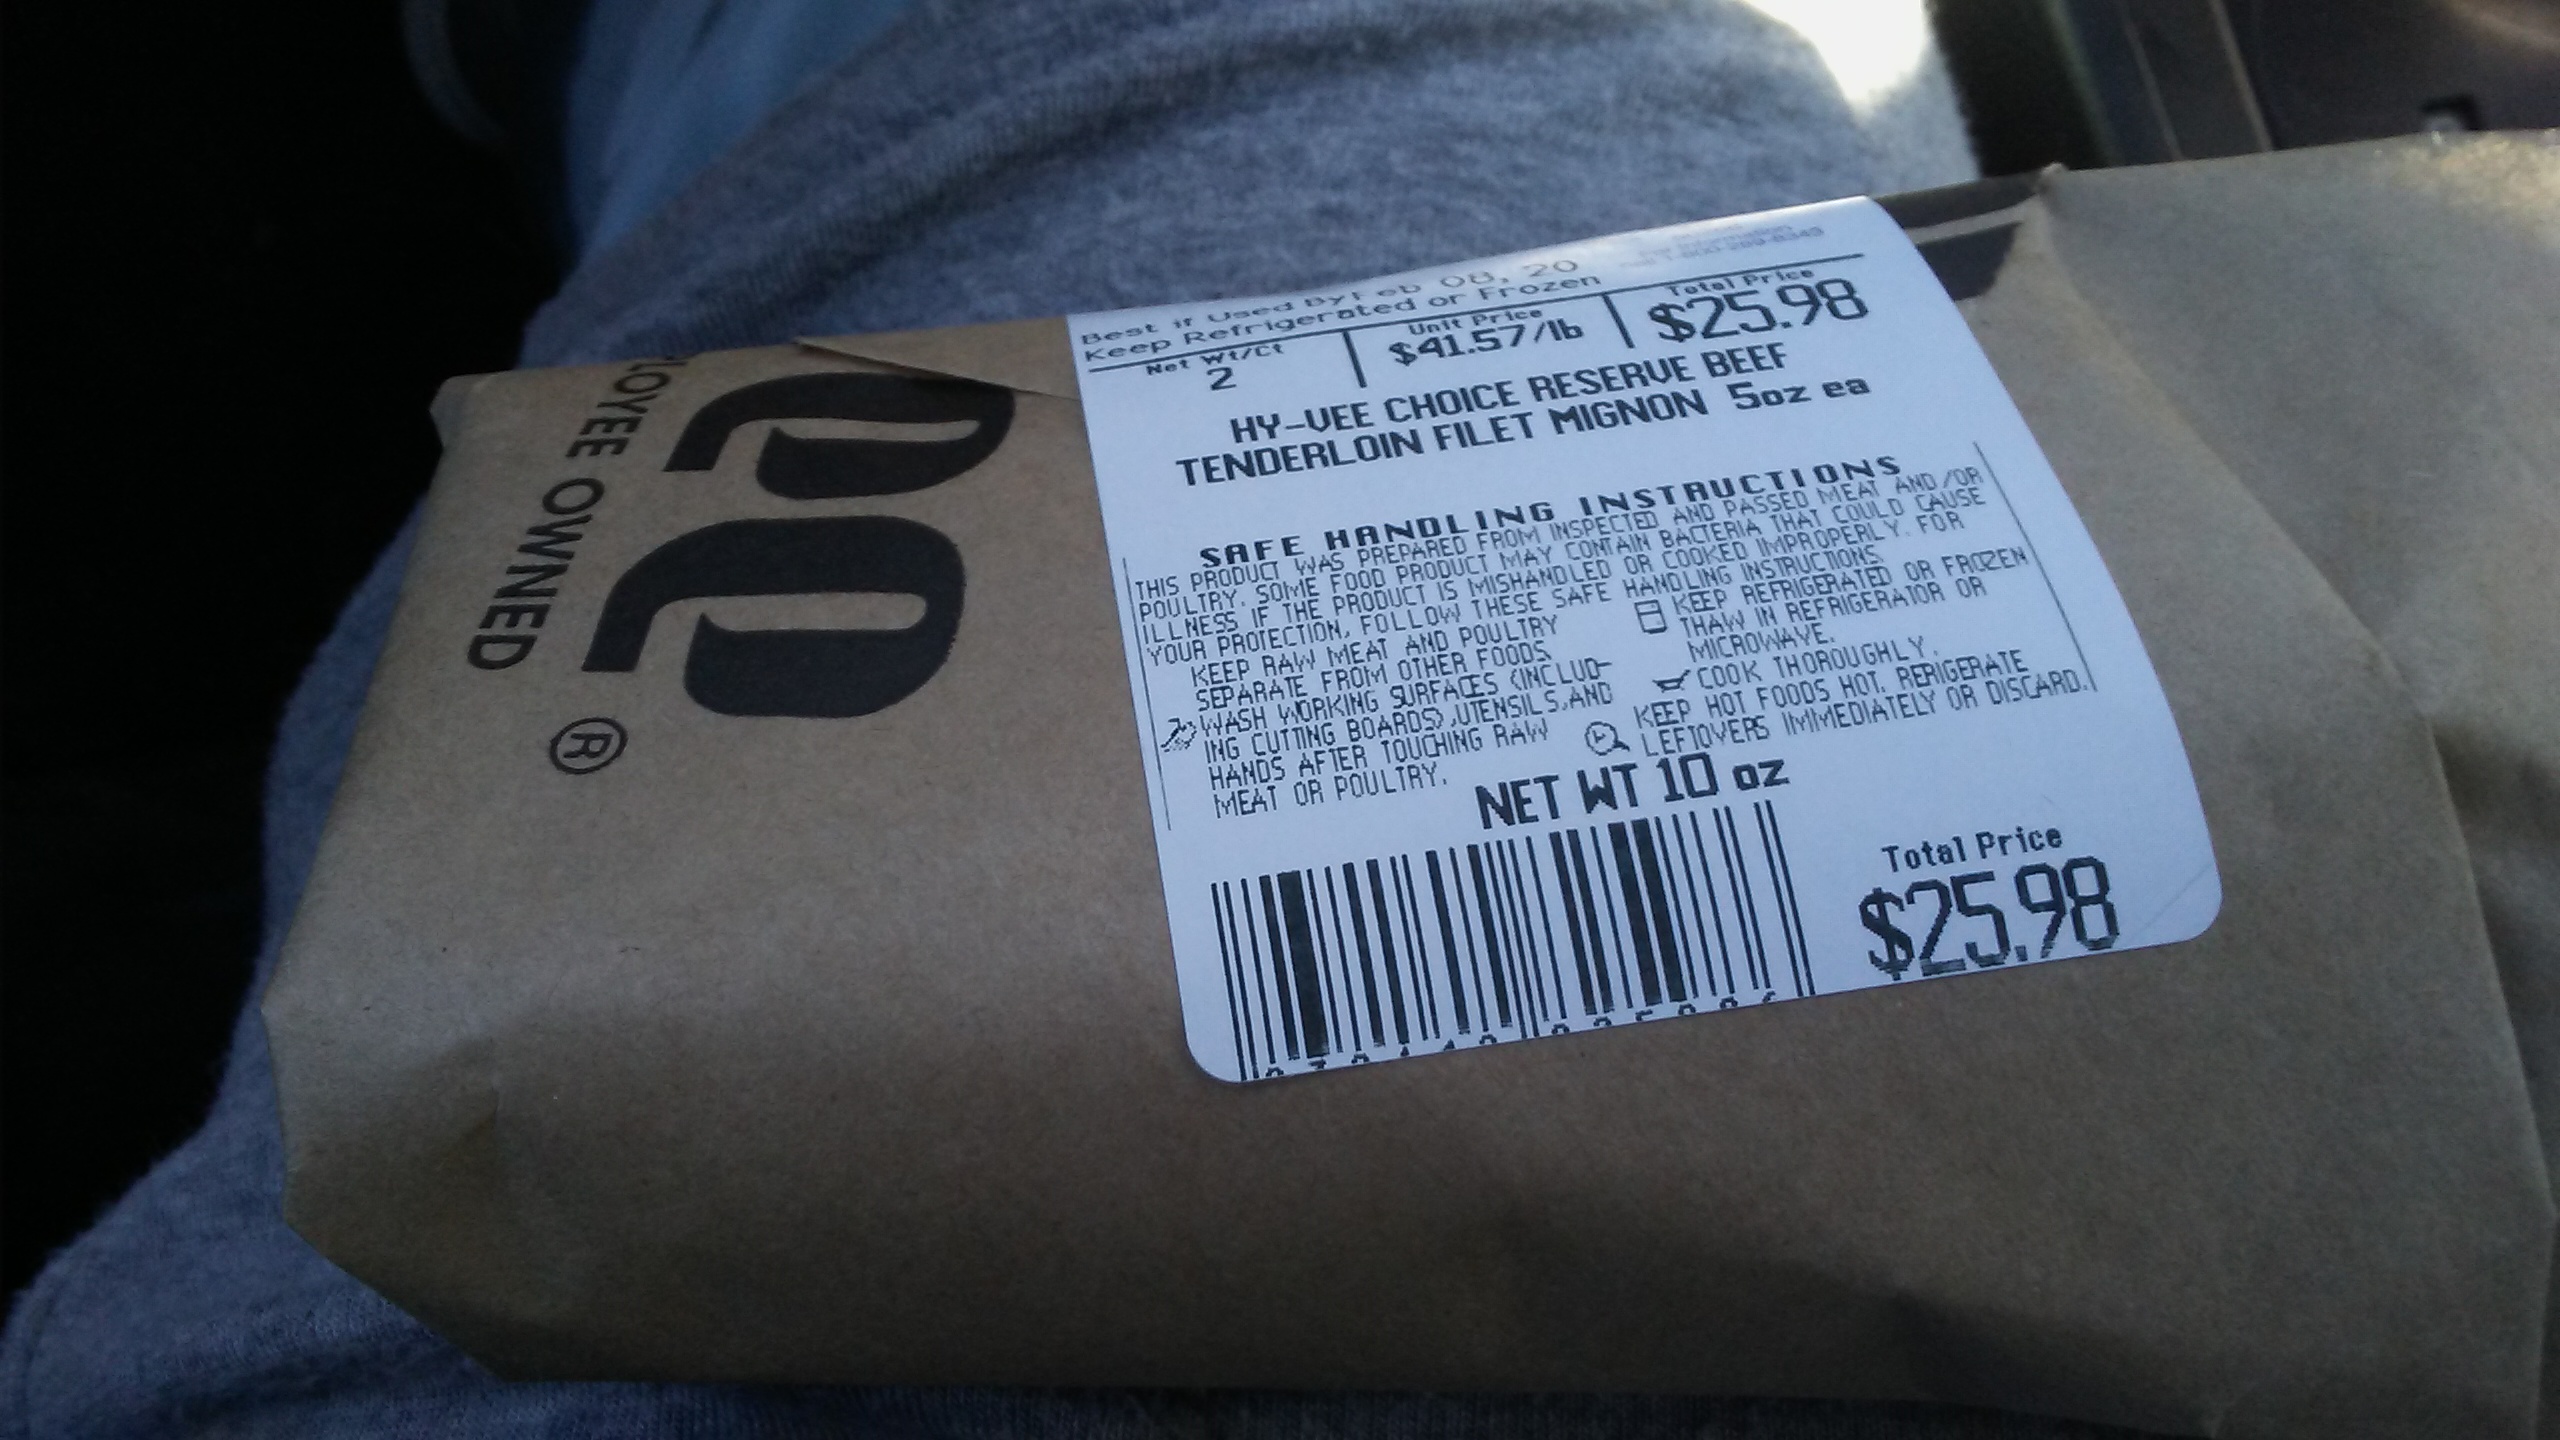 Best if Used By Feb 08, 20
Keep Refrigerated or Frozen
Net Wt/Ct
2
Unit Price
$41.57/lb
Total Price
$25.98
HY-VEE CHOICE RESERVE BEEF
TENDERLOIN FILET MIGNON 5oz ea
SAFE HANDLING INSTRUCTIONS
THIS PRODUCT WAS PREPARED FROM INSPECTED AND PASSED MEAT AND/OR
POULTRY. SOME FOOD PRODUCT MAY CONTAIN BACTERIA THAT COULD CAUSE
ILLNESS IF THE PRODUCT IS MISHANDLED OR COOKED IMPROPERLY. FOR
YOUR PROTECTION, FOLLOW THESE SAFE HANDLING INSTRUCTIONS
KEEP RAW MEAT AND POULTRY
SEPARATE FROM OTHER FOODS
WASH WORKING SURFACES (INCLUD-
ING CUTTING BOARDS),UTENSILS,AND
HANDS AFTER TOUCHING RAW
MEAT OR POULTRY.
KEEP REFRIGERATED OR FROZEN
THAW IN REFRIGERATOR OR
MICROWAVE.
COOK THOROUGHLY.
KEEP HOT FOODS HOT. REFRIGERATE
LEFTOVERS IMMEDIATELY OR DISCARD.
NET WT 10 oz
Total Price
$25.98
ee
LOYEE OWNED ®